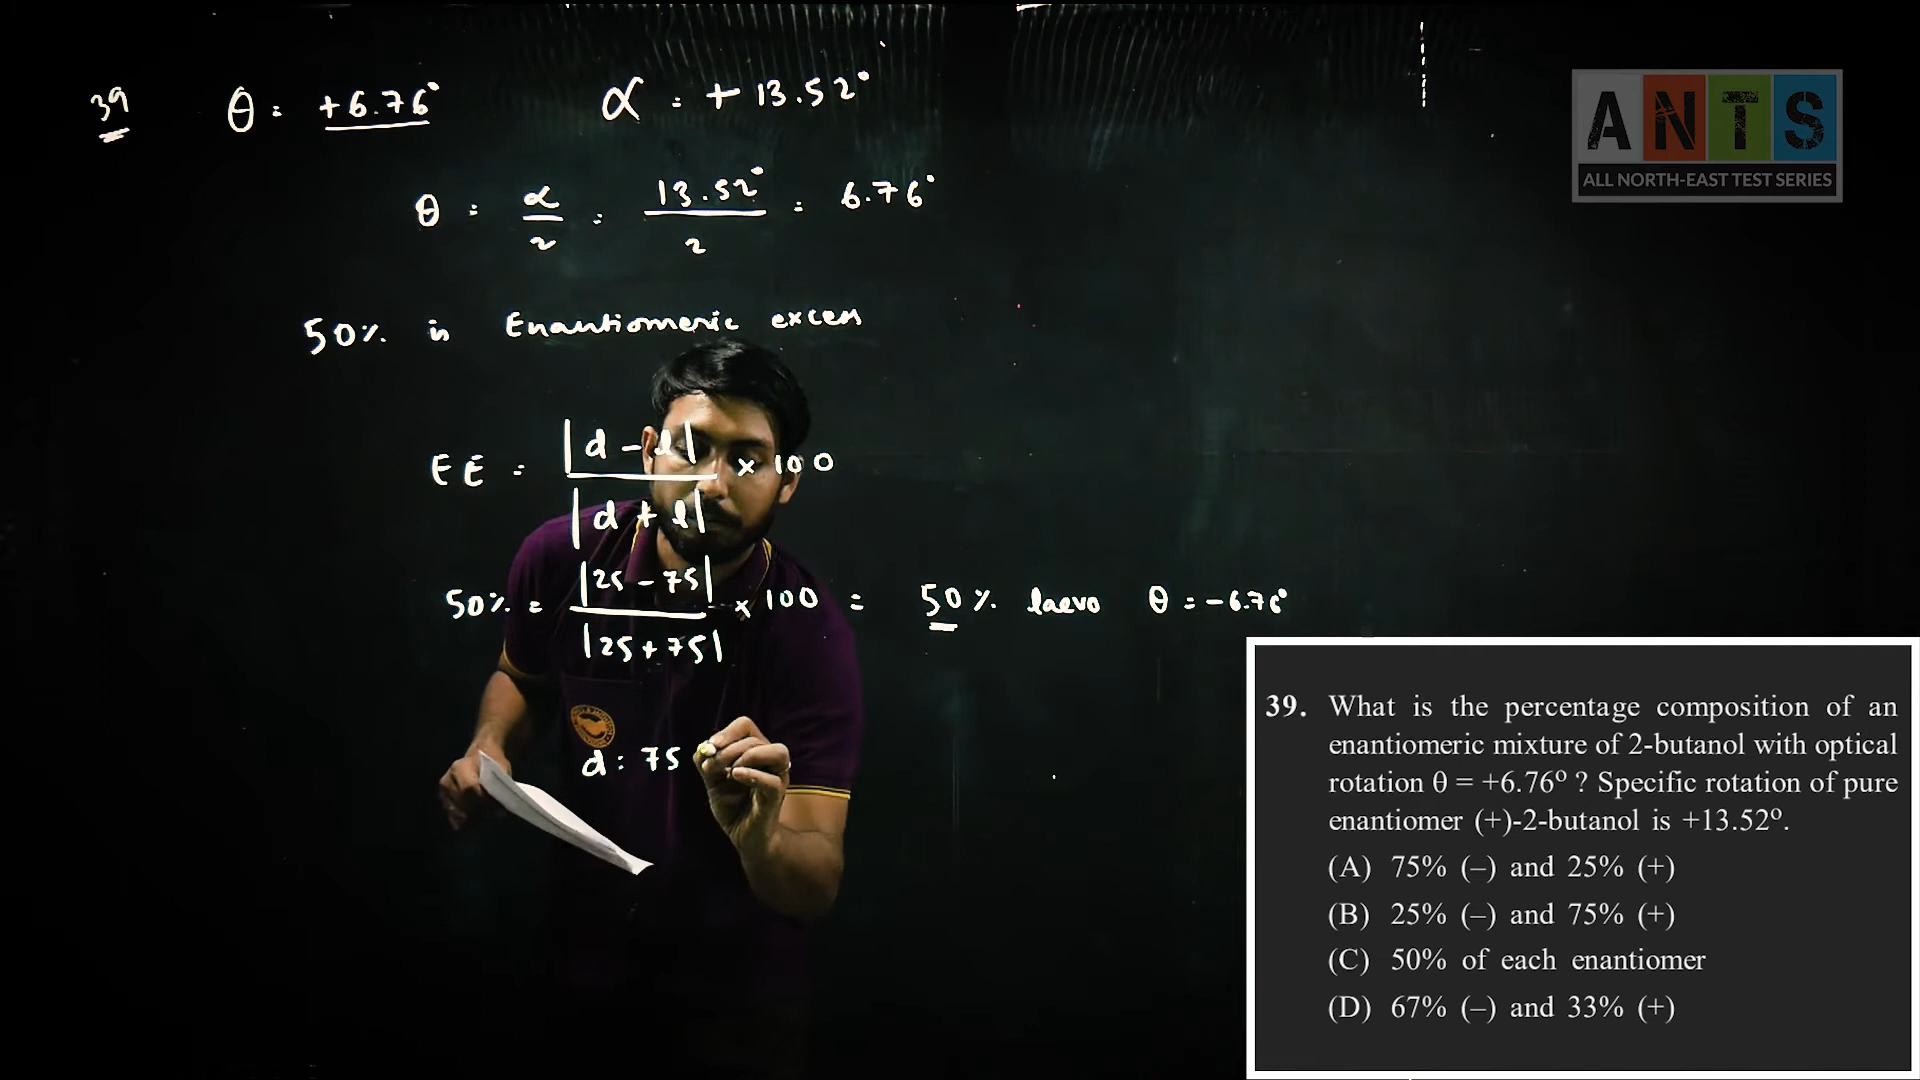 39 θ = +6.76° α = +13.52°
θ = α/2 = 13.52°/2 = 6.76°
50% is Enantiomeric excess
EE = |d - l| / |d + l| × 100
50% = |25 - 75| / |25 + 75| × 100 = 50% laevo θ = -6.76°
d = 75
ANTS
ALL NORTH-EAST TEST SERIES
39. What is the percentage composition of an
enantiomeric mixture of 2-butanol with optical
rotation θ = +6.76º ? Specific rotation of pure
enantiomer (+)-2-butanol is +13.52º.
(A) 75% (–) and 25% (+)
(B) 25% (–) and 75% (+)
(C) 50% of each enantiomer
(D) 67% (–) and 33% (+)